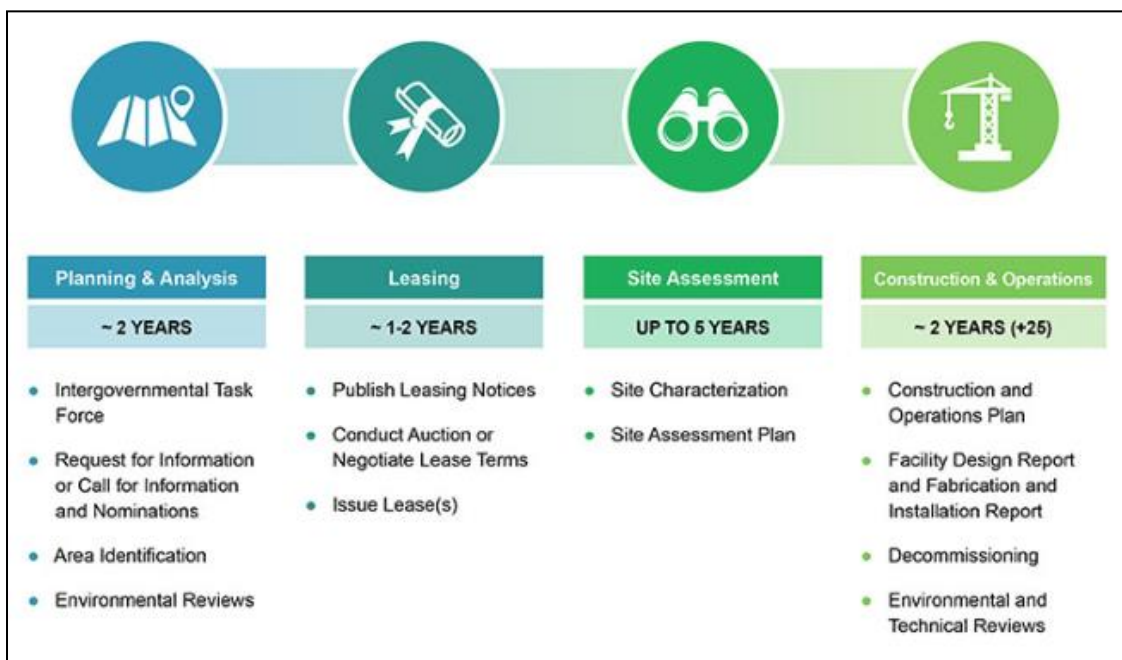 Planning & Analysis
~ 2 YEARS
• Intergovernmental Task
Force
• Request for Information
or Call for Information
and Nominations
• Area Identification
• Environmental Reviews
Leasing
~ 1-2 YEARS
• Publish Leasing Notices
• Conduct Auction or
Negotiate Lease Terms
• Issue Lease(s)
Site Assessment
UP TO 5 YEARS
• Site Characterization
• Site Assessment Plan
Construction & Operations
~ 2 YEARS (+25)
• Construction and
Operations Plan
• Facility Design Report
and Fabrication and
Installation Report
• Decommissioning
• Environmental and
Technical Reviews